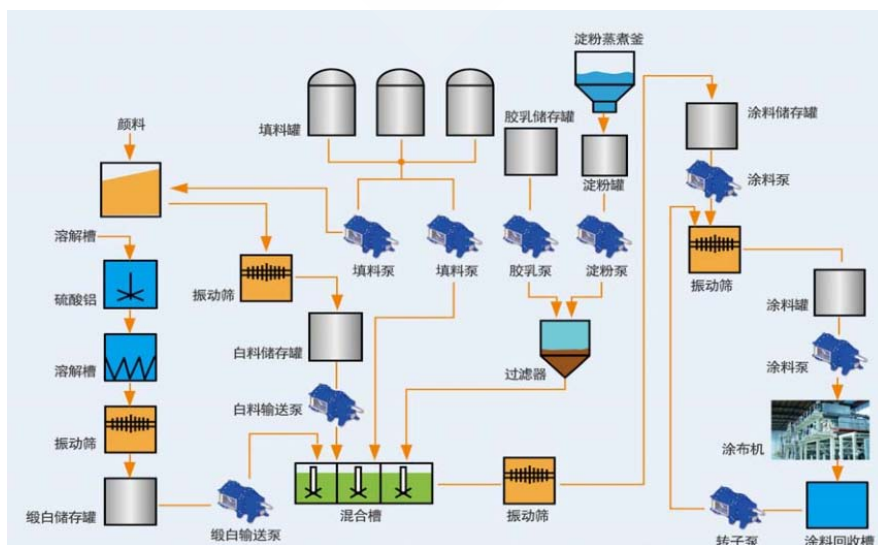 淀粉蒸煮釜
颜料
填料罐
胶乳储存罐
涂料储存罐
淀粉罐
涂料泵
溶解槽
填料泵
填料泵
胶乳泵
淀粉泵
振动筛
振动筛
硫酸铝
涂料罐
白料储存罐
溶解槽
过滤器
涂料泵
白料输送泵
振动筛
涂布机
缎白储存罐
混合槽
振动筛
缎白输送泵
转子泵
涂料回收槽